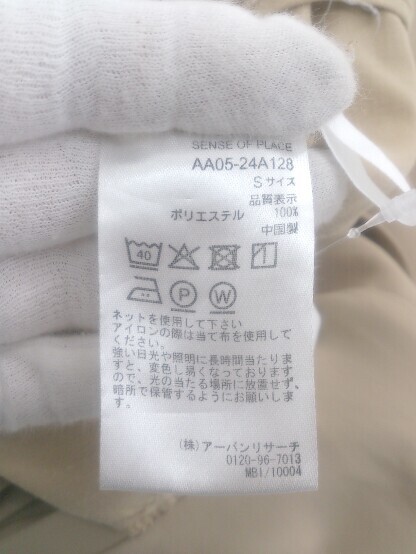 SENSE OF PLACE
AA05-24A128
Sサイズ
品質表示
ポリエステル 100%
中国製
40
P W
ネットを使用して下さい
アイロンの際は当て布を使用して
ください。
強い日光や照明に長時間当たりま
すと、変色し易くなっております
ので、光の当たる場所に放置せず、
暗所で保管するようにお願いしま
す。
(株)アーバンリサーチ
0120-96-7013
MB1/10004